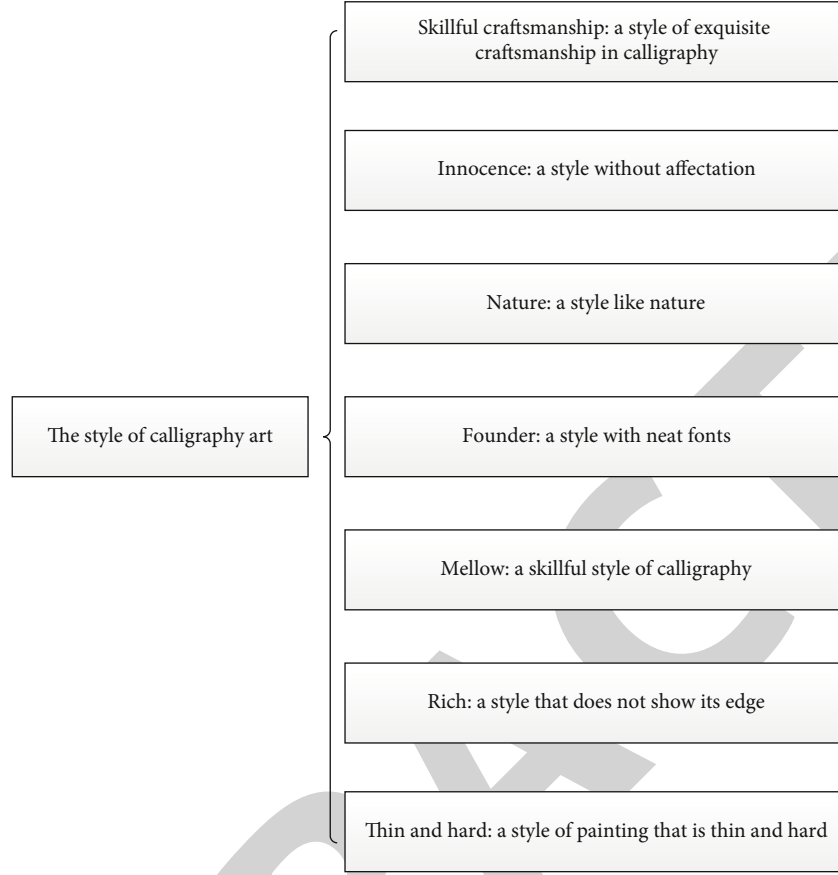 Skillful craftsmanship: a style of exquisite
craftsmanship in calligraphy
Innocence: a style without affectation
Nature: a style like nature
The style of calligraphy art
Founder: a style with neat fonts
Mellow: a skillful style of calligraphy
Rich: a style that does not show its edge
Thin and hard: a style of painting that is thin and hard